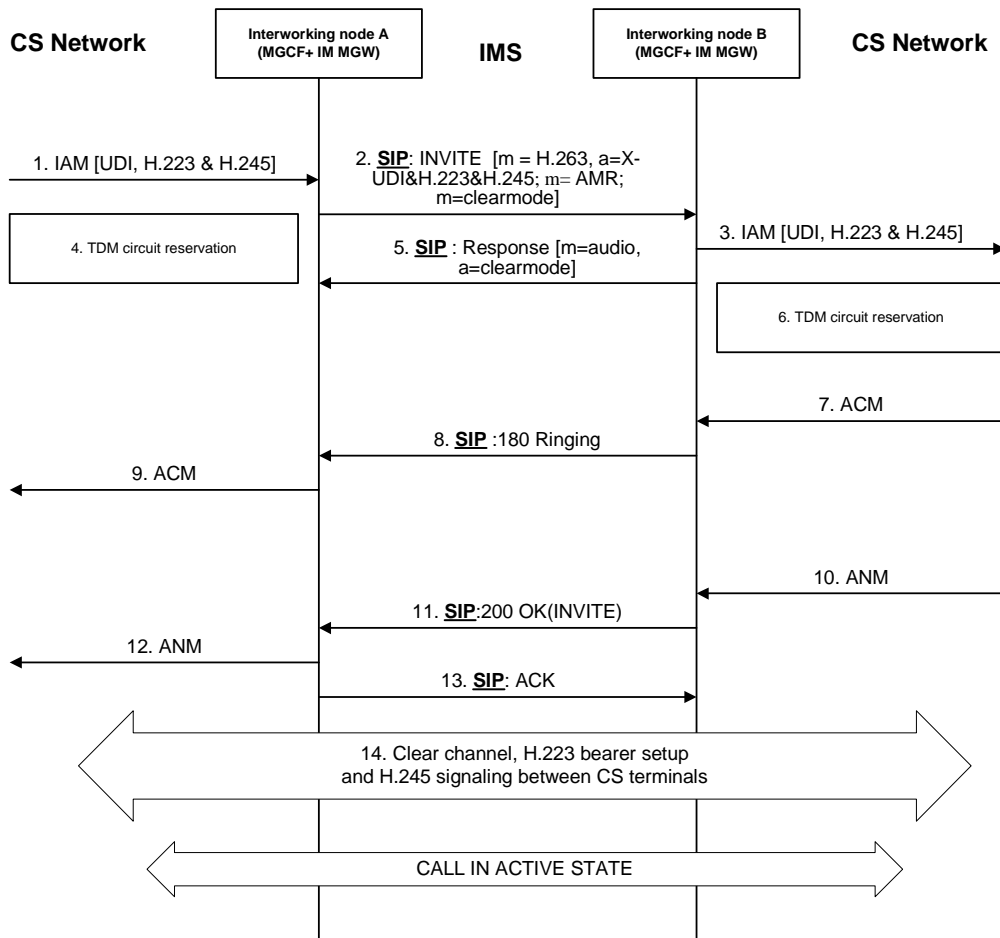 CS Network
Interworking node A
(MGCF+ IM MGW)
IMS
Interworking node B
(MGCF+ IM MGW)
CS Network
1. IAM [UDI, H.223 & H.245]
2. SIP: INVITE [m = H.263, a=X-
UDI&H.223&H.245; m= AMR;
m=clearmode]
3. IAM [UDI, H.223 & H.245]
4. TDM circuit reservation
5. SIP : Response [m=audio,
a=clearmode]
6. TDM circuit reservation
7. ACM
8. SIP :180 Ringing
9. ACM
10. ANM
11. SIP:200 OK(INVITE)
12. ANM
13. SIP: ACK
14. Clear channel, H.223 bearer setup
and H.245 signaling between CS terminals
CALL IN ACTIVE STATE